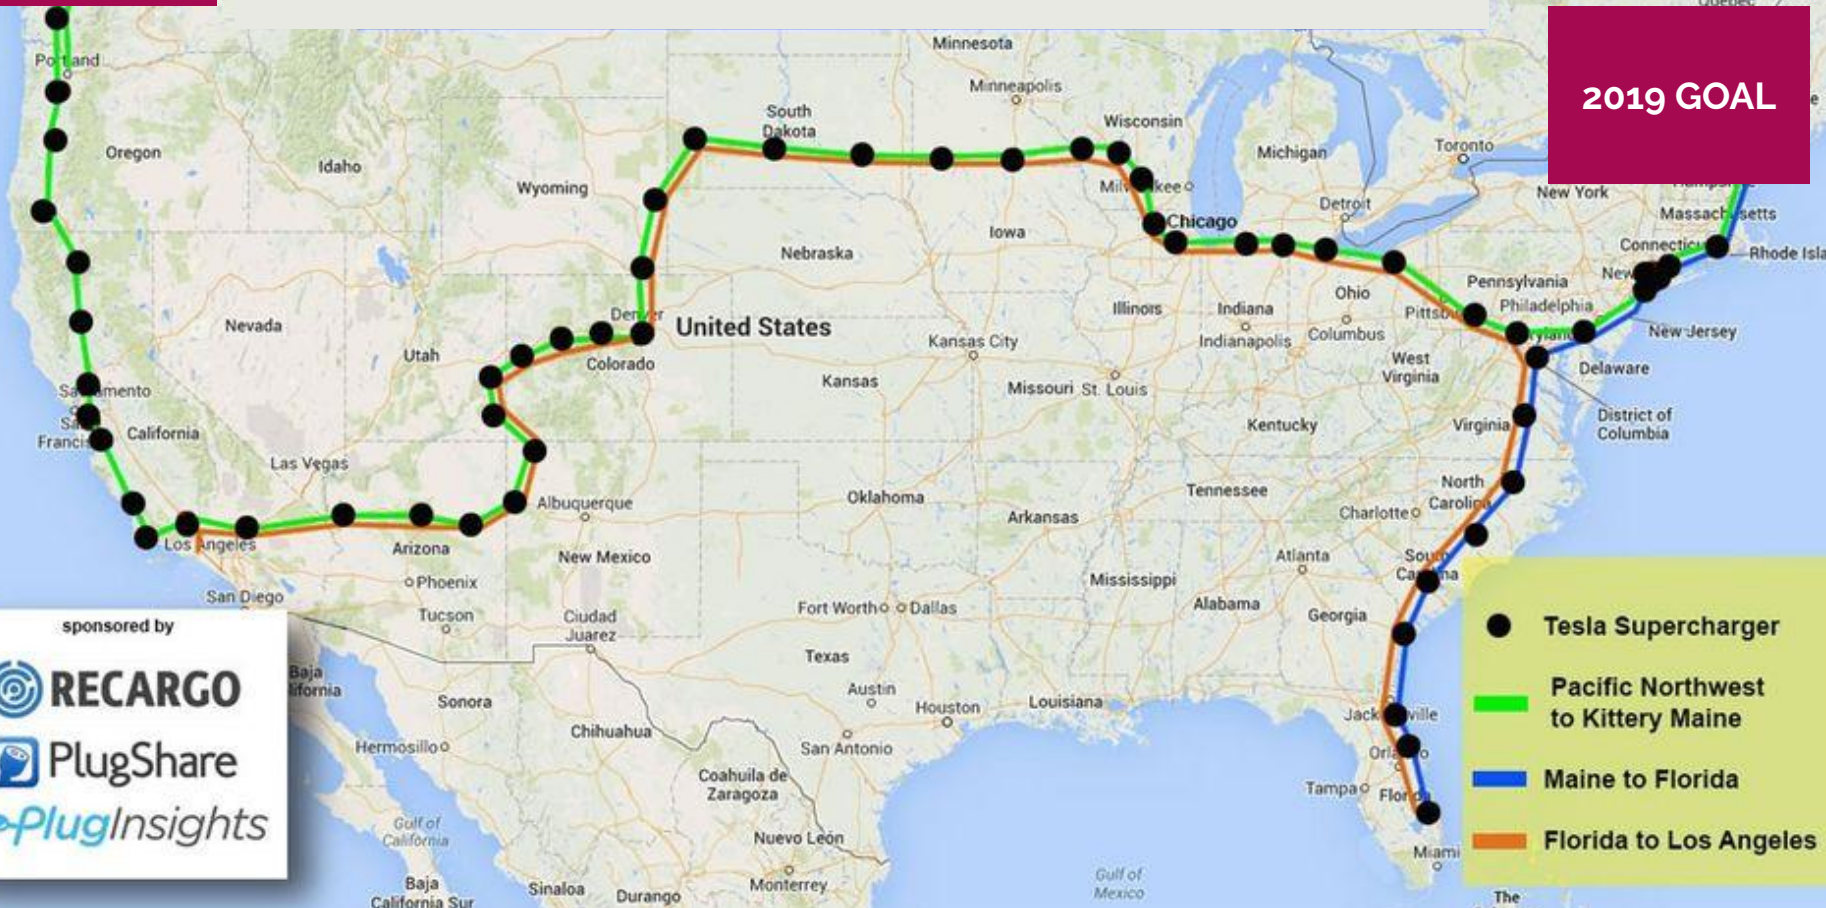 2019 GOAL
Quebec
Portland
Minnesota
Minneapolis
South
Dakota
Wisconsin
Oregon
Idaho
Michigan
Toronto
Wyoming
New York
Detroit
Massachusetts
Chicago
Iowa
Nebraska
Rhode Isla
Pennsylvania
Ohio
Philadelphia
Illinois
Indiana
Nevada
United States
New Jersey
Columbus
Indianapolis
Kansas City
Utah
Colorado
West
Virginia
Delaware
Kansas
Missouri
St. Louis
District of
Columbia
Kentucky
Virginia
California
Las Vegas
North
Carolina
Tennessee
Oklahoma
Albuquerque
Charlotte
Arkansas
Los Angeles
Arizona
New Mexico
Atlanta
Phoenix
Mississippi
San Diego
Alabama
Georgia
Fort Worth
Dallas
Tucson
Ciudad
Juarez
Texas
Baja
lifornia
Sonora
Austin
Houston
Louisiana
Chihuahua
Hermosillo
San Antonio
Coahuila de
Zaragoza
Tampa
Nuevo León
Gulf of
California
Miami
Monterrey
Gulf of
Mexico
Baja
California Sur
Sinaloa
Durango
The
sponsored by
RECARGO
PlugShare
PlugInsights
Tesla Supercharger
Pacific Northwest
to Kittery Maine
Maine to Florida
Florida to Los Angeles